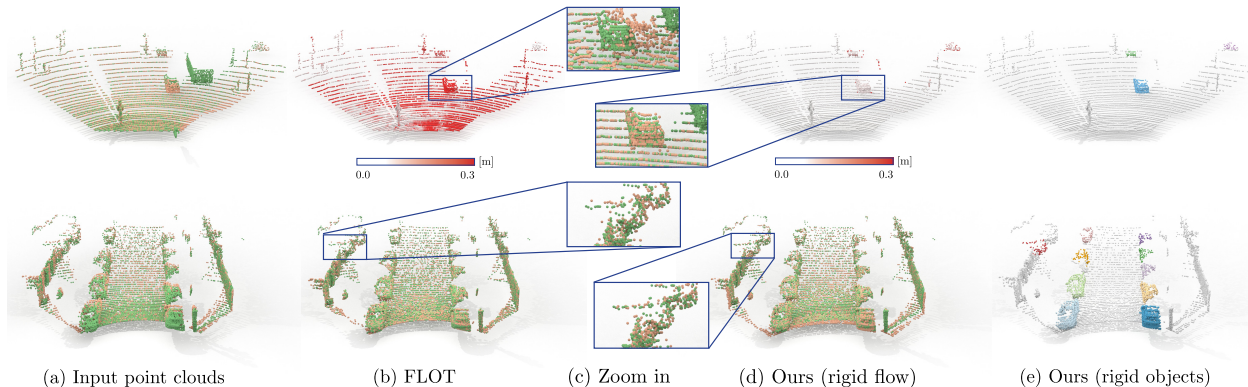 [m]
0.0 0.3
[m]
0.0 0.3
(a) Input point clouds
(b) FLOT
(c) Zoom in
(d) Ours (rigid flow)
(e) Ours (rigid objects)